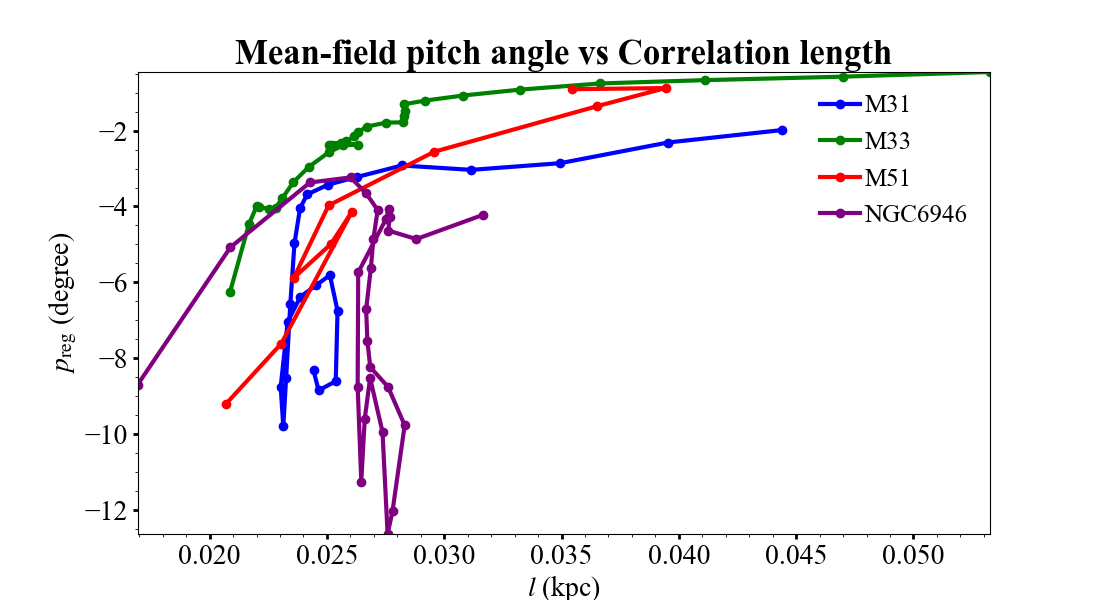 Mean-field pitch angle vs Correlation length
M31
M33
M51
NGC6946
−2
−4
−6
−8
−10
−12
p_reg (degree)
0.020 0.025 0.030 0.035 0.040 0.045 0.050
l (kpc)